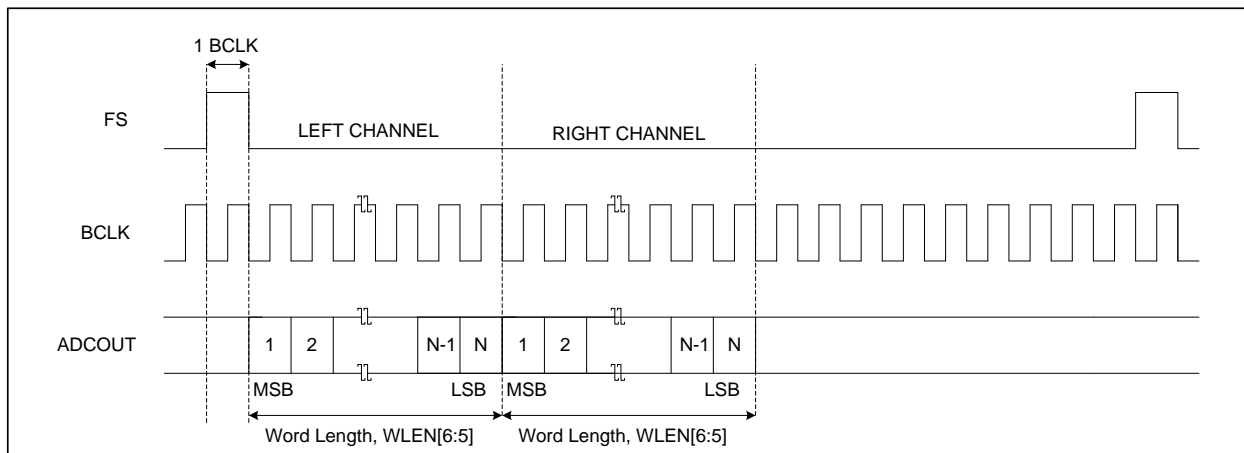 1 BCLK
FS
LEFT CHANNEL
RIGHT CHANNEL
BCLK
ADCOUT
1 2 N-1 N 1 2 N-1 N
MSB LSB MSB LSB
Word Length, WLEN[6:5] Word Length, WLEN[6:5]